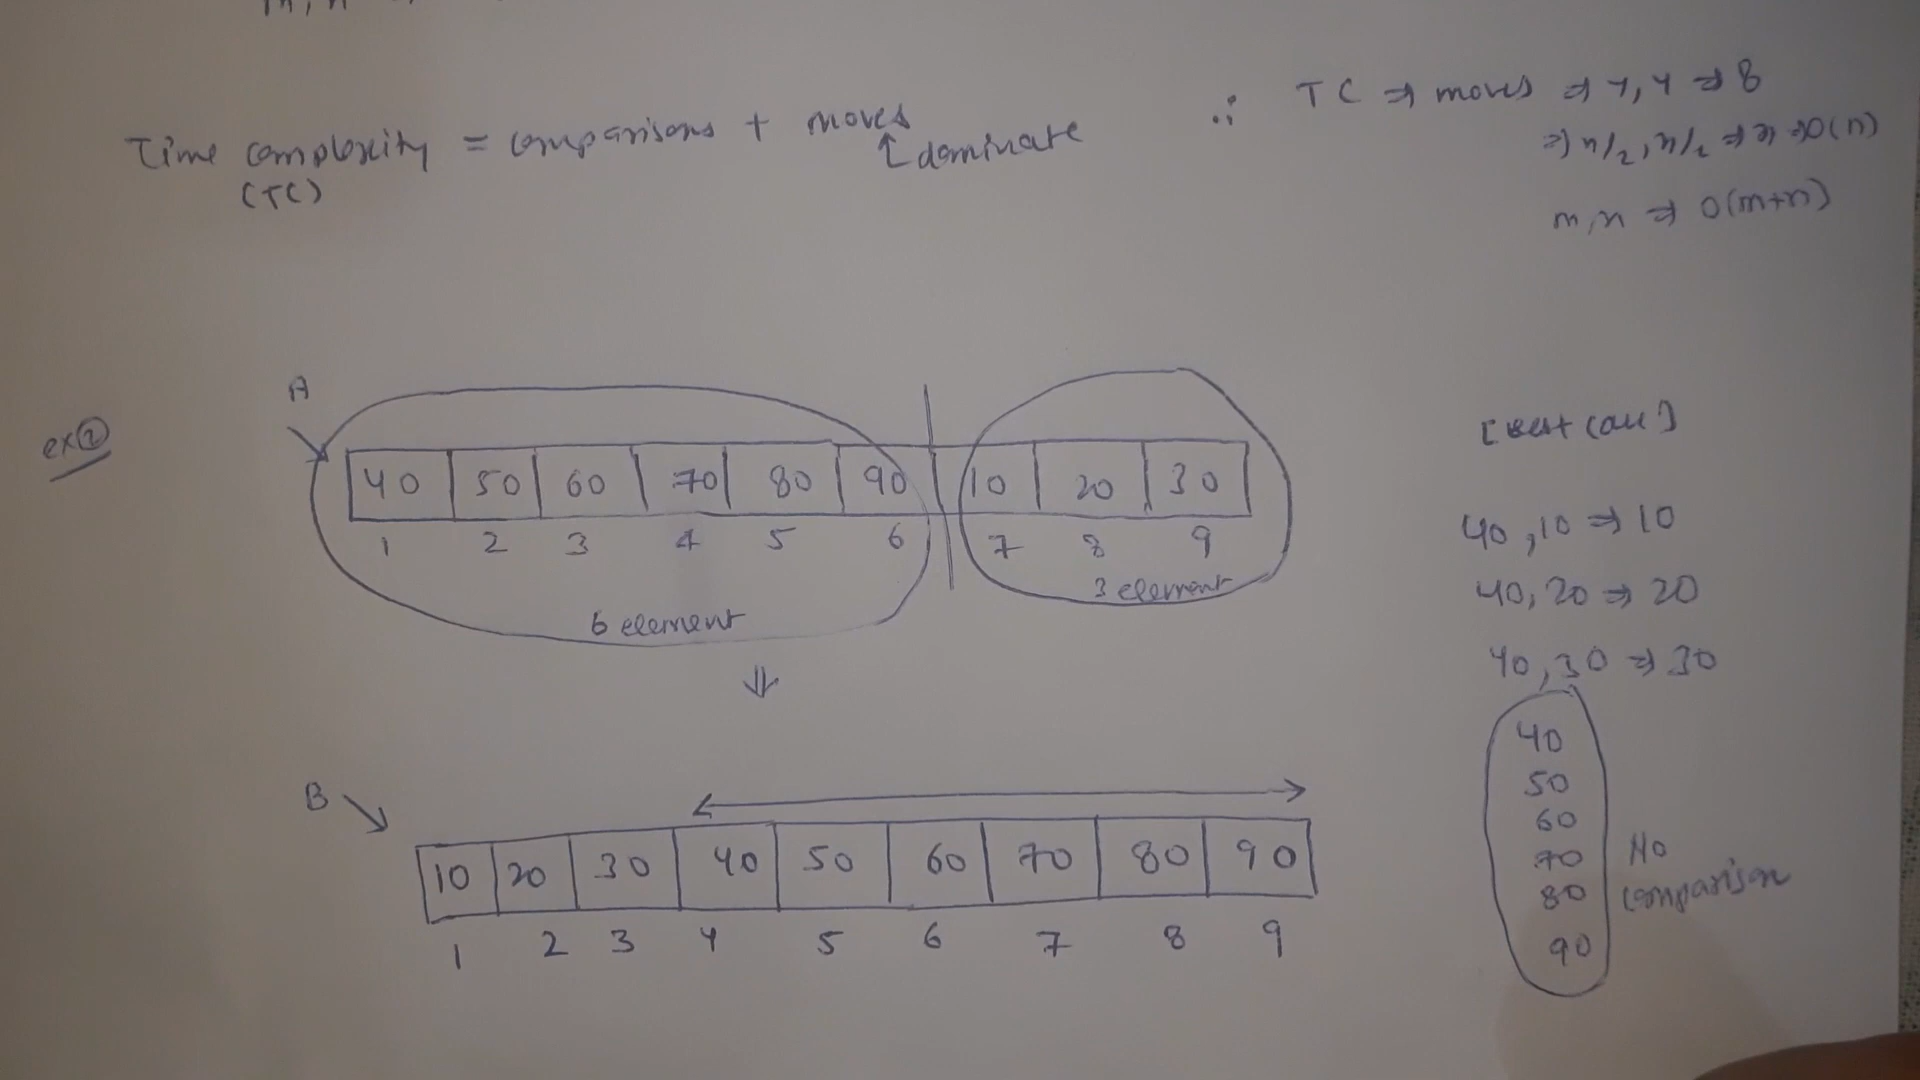 m, n
Time complexity = comparisons + moves
↑ dominate
(TC)
∴ TC ⇒ moves ⇒ 4, 4 ⇒ 8
⇒ n/2, n/2 ⇒ O(n)
m, n ⇒ O(m+n)
ex②
A
40 50 60 70 80 90 10 20 30
1 2 3 4 5 6 7 8 9
6 element
3 element
⇓
B
10 20 30 40 50 60 70 80 90
1 2 3 4 5 6 7 8 9
40, 10 ⇒ 10
40, 20 ⇒ 20
40, 30 ⇒ 30
40
50
60
70
80
90
No
comparison